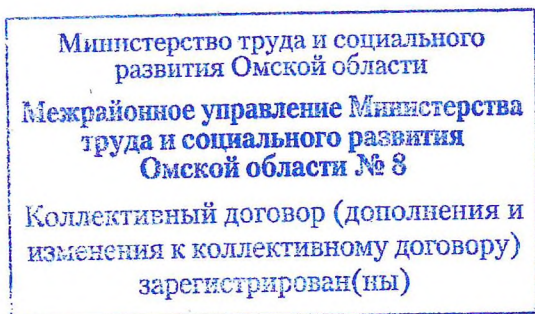 Министерство труда и социального
развития Омской области
Межрайонное управление Министерства
труда и социального развития
Омской области № 8
Коллективный договор (дополнения и
изменения к коллективному договору)
зарегистрирован(ны)